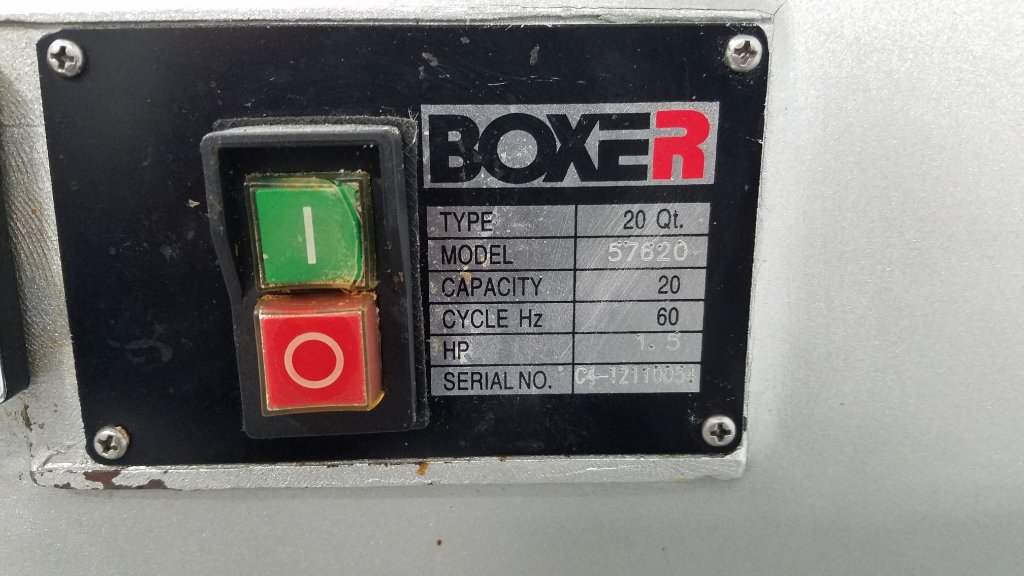 BOXER
TYPE 20 Qt.
MODEL 57620
CAPACITY 20
CYCLE Hz 60
HP 1.5
SERIAL NO.
I
O